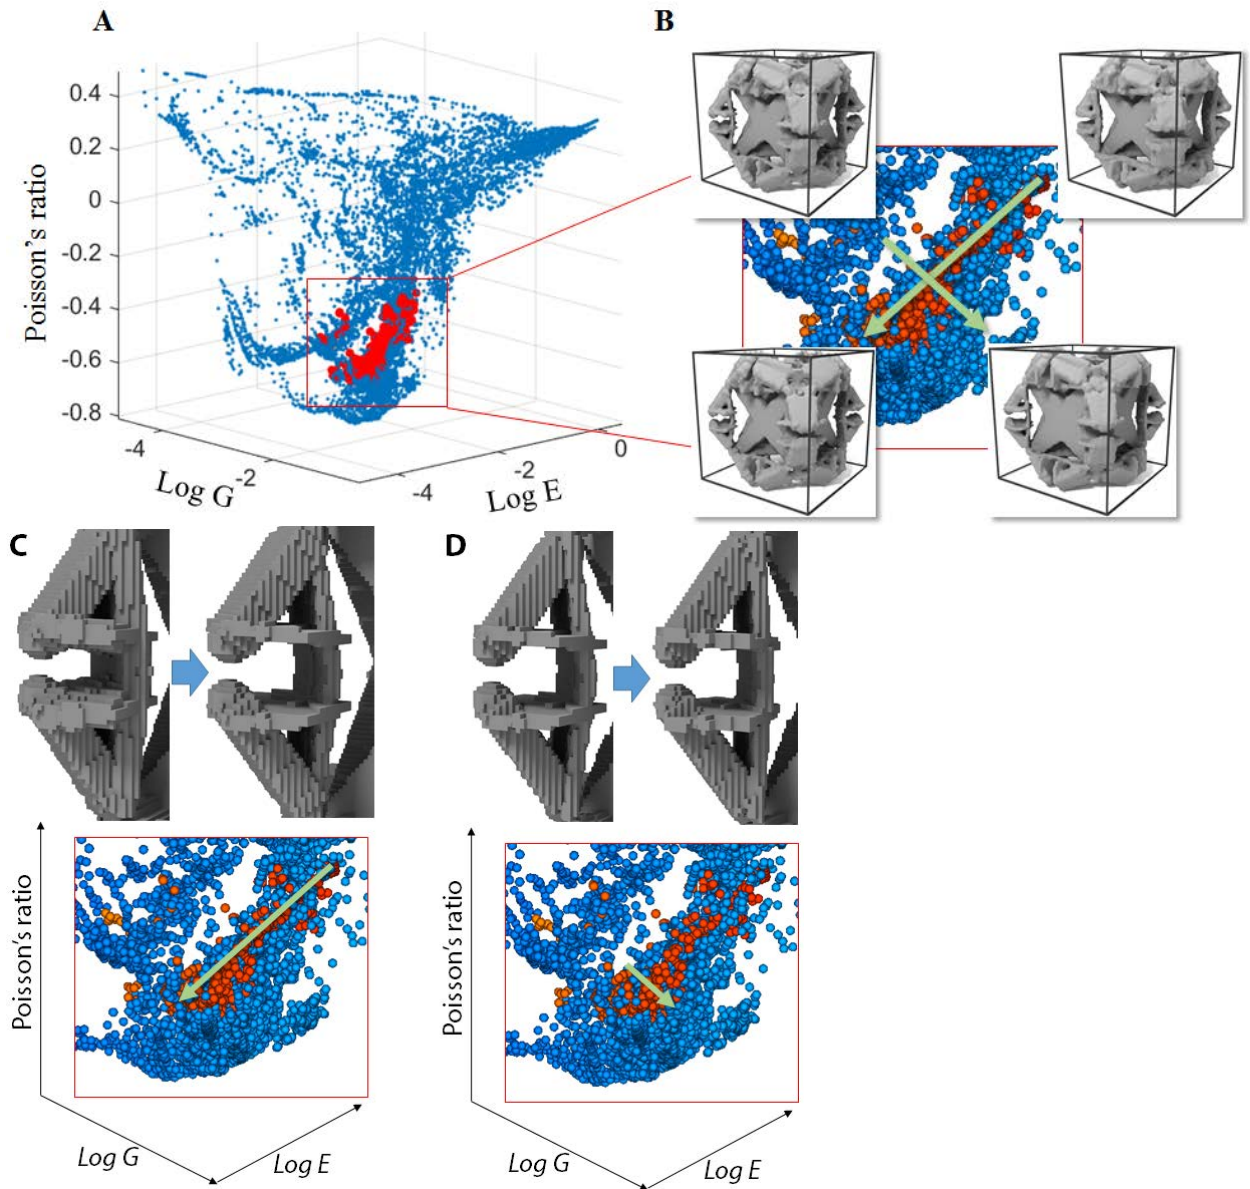 A
B
0.4
0.2
0
-0.2
-0.4
-0.6
-0.8
Poisson’s ratio
-4
-2
Log G
-4
-2
0
Log E
C
D
Poisson's ratio
Log G
Log E
Poisson's ratio
Log G
Log E